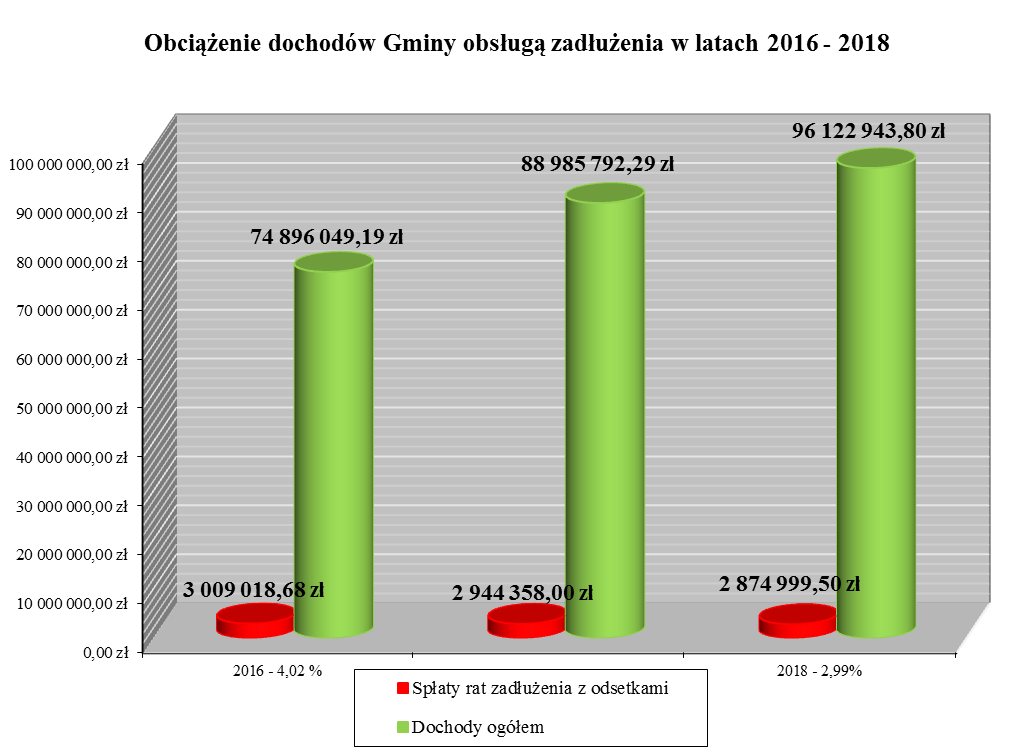 Obciążenie dochodów Gminy obsługą zadłużenia w latach 2016 - 2018
96 122 943,80 zł
88 985 792,29 zł
74 896 049,19 zł
100 000 000,00 zł
90 000 000,00 zł
80 000 000,00 zł
70 000 000,00 zł
60 000 000,00 zł
50 000 000,00 zł
40 000 000,00 zł
30 000 000,00 zł
20 000 000,00 zł
10 000 000,00 zł
0,00 zł
3 009 018,68 zł
2 944 358,00 zł
2 874 999,50 zł
2016 - 4,02 %
2018 - 2,99%
Spłaty rat zadłużenia z odsetkami
Dochody ogółem